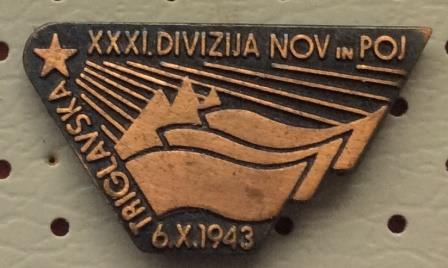 XXXI. DIVIZIJA NOV IN POJ
TRIGLAVSKA
6.X.1943